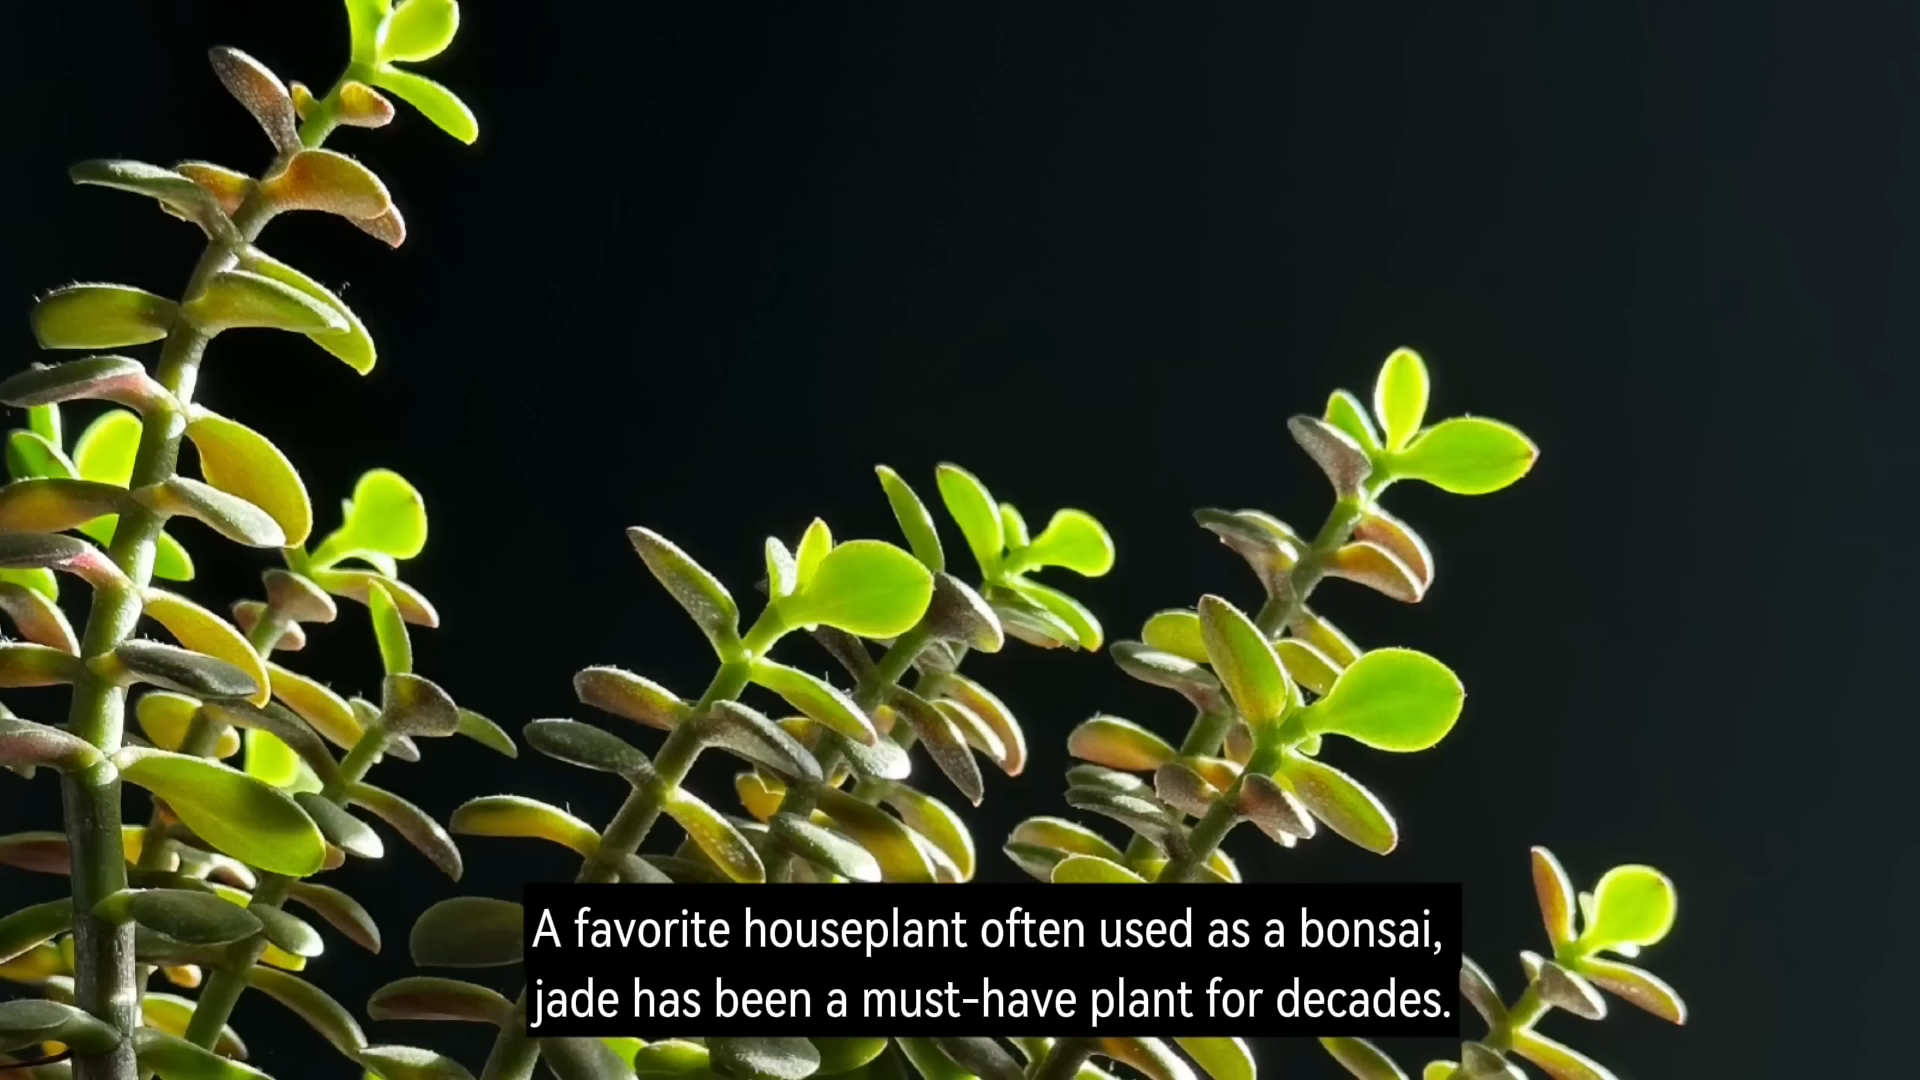 A favorite houseplant often used as a bonsai,
jade has been a must-have plant for decades.